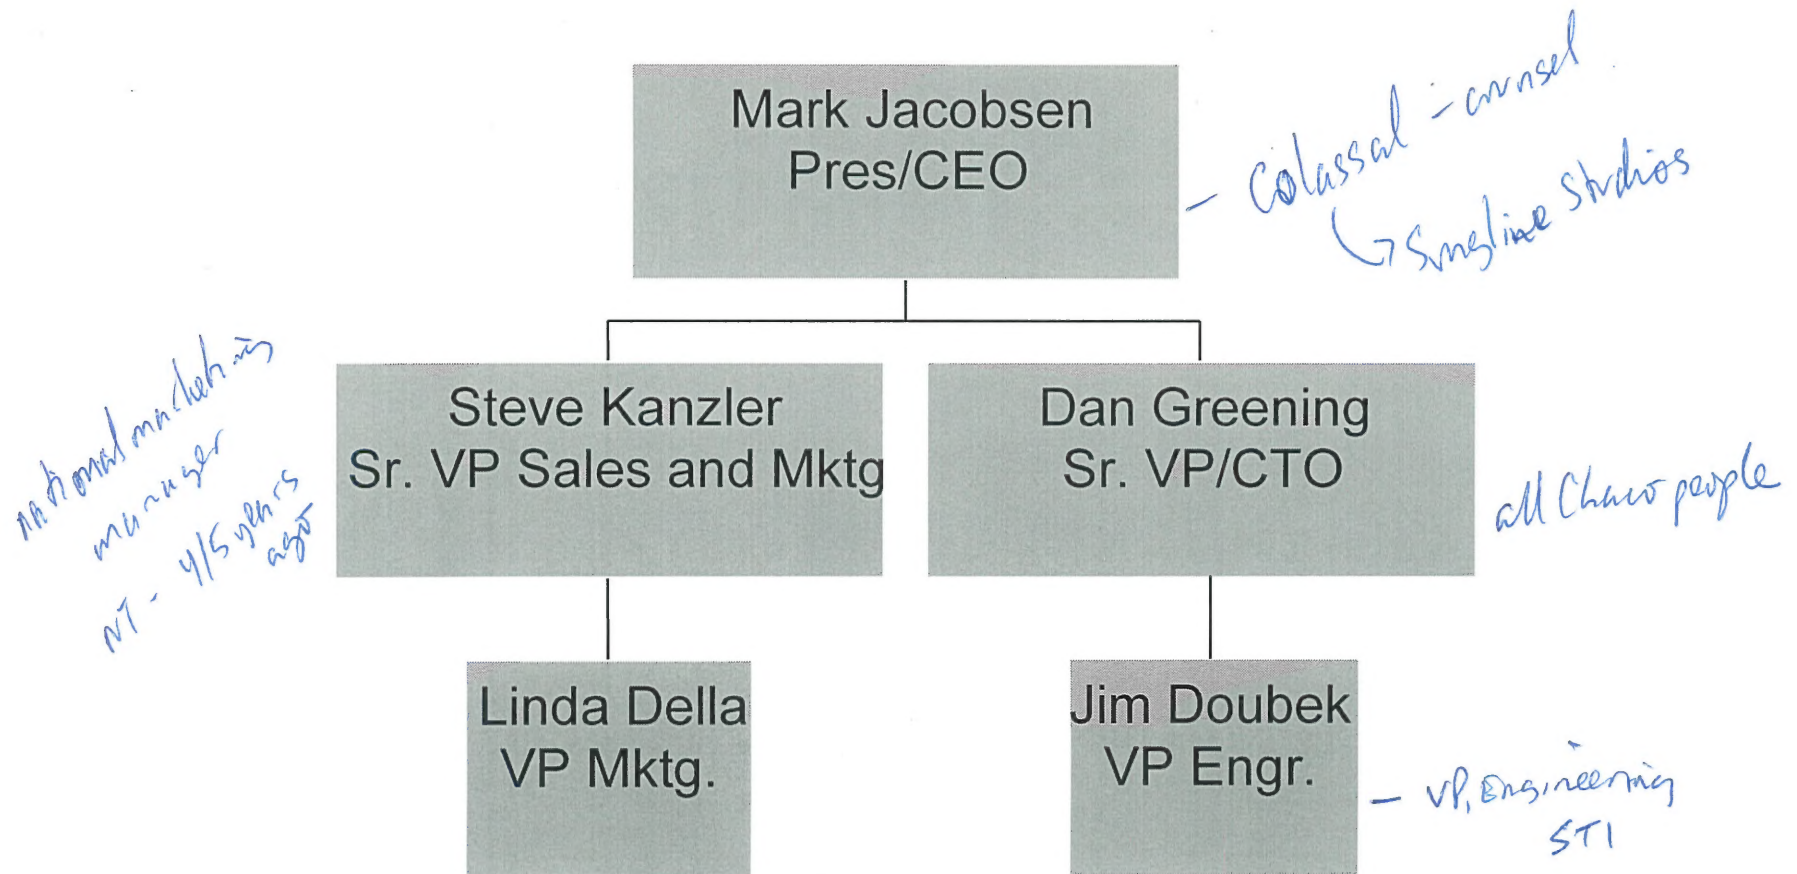 Mark Jacobsen
Pres/CEO
- Colassal - counsel
Songline Studios
Steve Kanzler
Sr. VP Sales and Mktg
national marketing
manager
NT - 4/5 years
ago
Dan Greening
Sr. VP/CTO
all Chaco people
Linda Della
VP Mktg.
Jim Doubek
VP Engr.
- VP, Engineering
STI